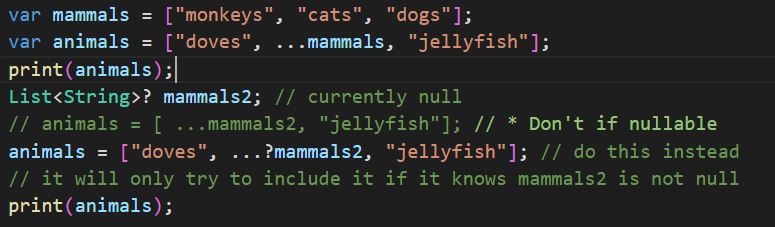 var mammals = ["monkeys", "cats", "dogs"];
var animals = ["doves", ...mammals, "jellyfish"];
print(animals);
List<String>? mammals2; // currently null
// animals = [ ...mammals2, "jellyfish"]; // * Don't if nullable
animals = ["doves", ...?mammals2, "jellyfish"]; // do this instead
// it will only try to include it if it knows mammals2 is not null
print(animals);